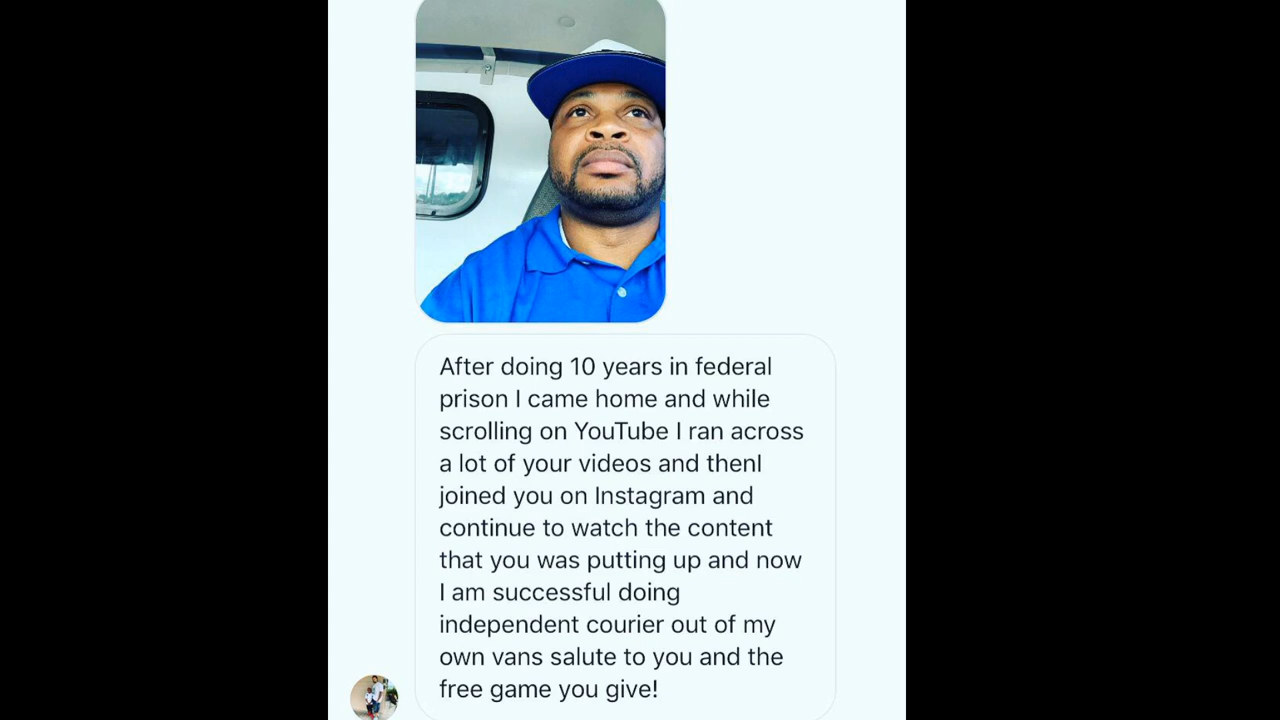 After doing 10 years in federal
prison I came home and while
scrolling on YouTube I ran across
a lot of your videos and thenI
joined you on Instagram and
continue to watch the content
that you was putting up and now
I am successful doing
independent courier out of my
own vans salute to you and the
free game you give!